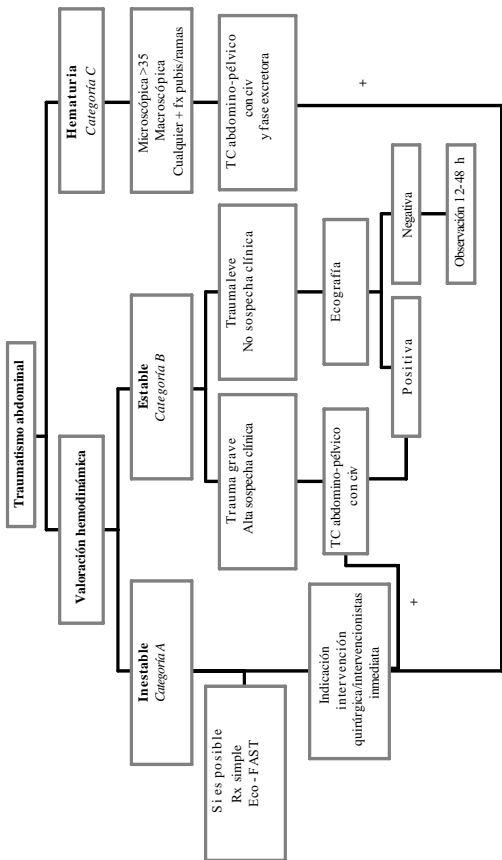 Traumatismo abdominal
Valoración hemodinámica
Hematuria
Categoría C
Inestable
Categoría A
Estable
Categoría B
Microscópica >35
Macroscópica
Cualquier + fx pubis/ramas
Si es posible
Rx simple
Eco - FAST
Trauma grave
Alta sospecha clínica
Trauma leve
No sospecha clínica
TC abdomino-pélvico
con civ
y fase excretora
Indicación
intervención
quirúrgica/intervencionistas
inmediata
TC abdomino-pélvico
con civ
Ecografía
+
+
Positiva
Negativa
Observación 12-48 h